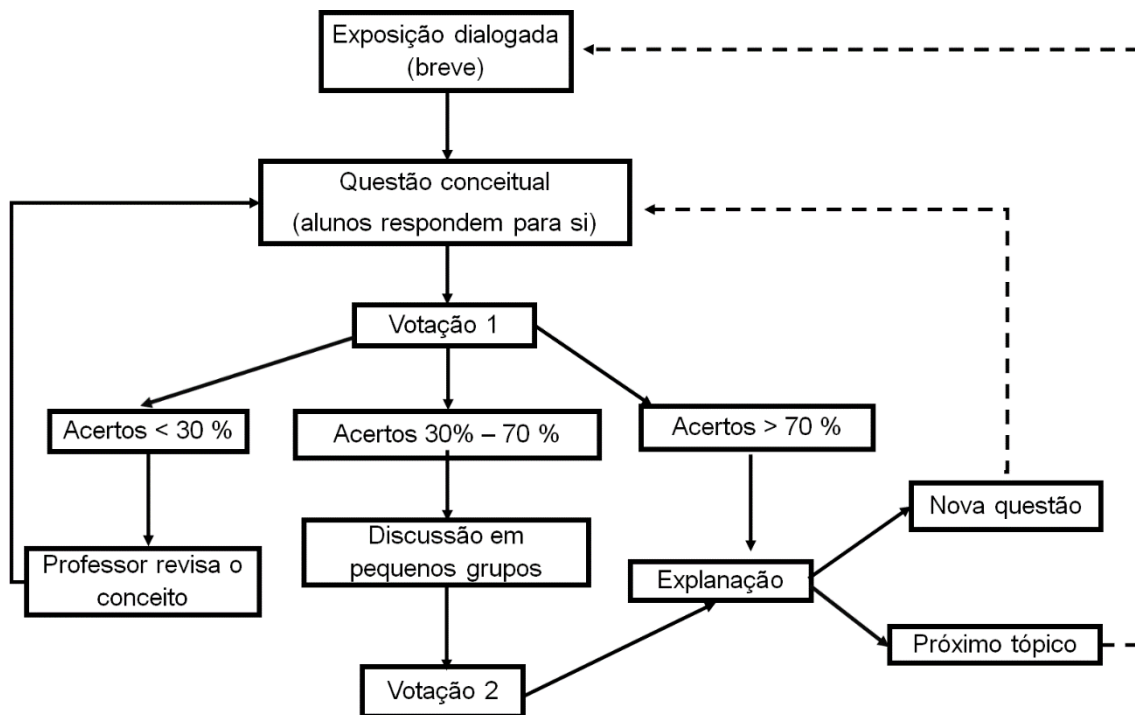 Exposição dialogada
(breve)
Questão conceitual
(alunos respondem para si)
Votação 1
Acertos < 30 %
Acertos 30% – 70 %
Acertos > 70 %
Professor revisa o
conceito
Discussão em
pequenos grupos
Explanação
Nova questão
Próximo tópico
Votação 2